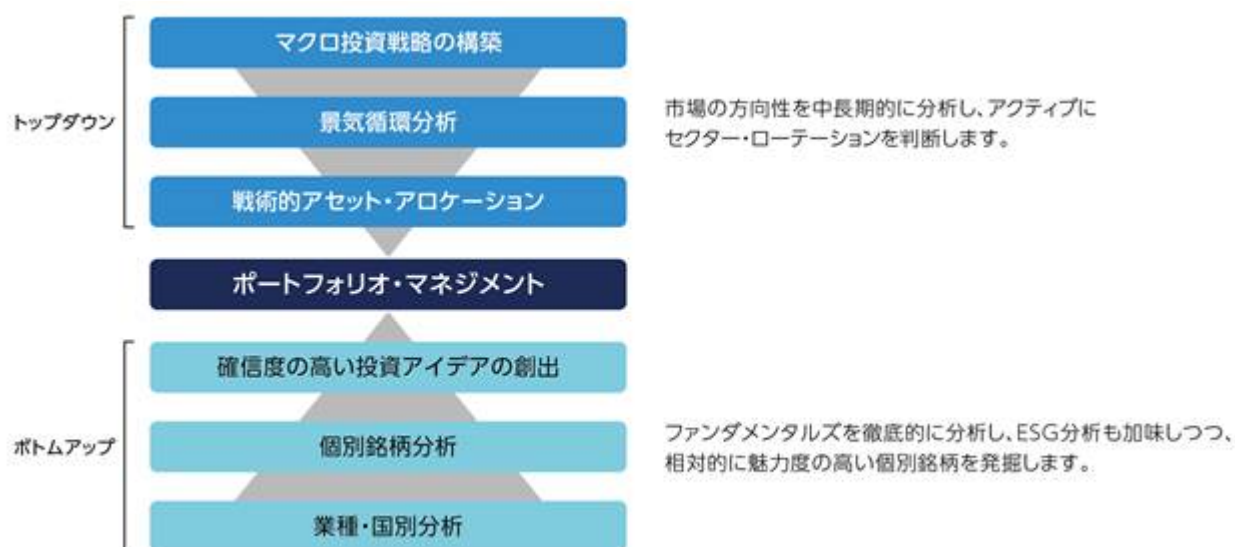 マクロ投資戦略の構築
トップダウン
景気循環分析
市場の方向性を中長期的に分析し、アクティブに
セクター・ローテーションを判断します。
戦術的アセット・アロケーション
ポートフォリオ・マネジメント
確信度の高い投資アイデアの創出
ボトムアップ
個別銘柄分析
ファンダメンタルズを徹底的に分析し、ESG分析も加味しつつ、
相対的に魅力度の高い個別銘柄を発掘します。
業種・国別分析